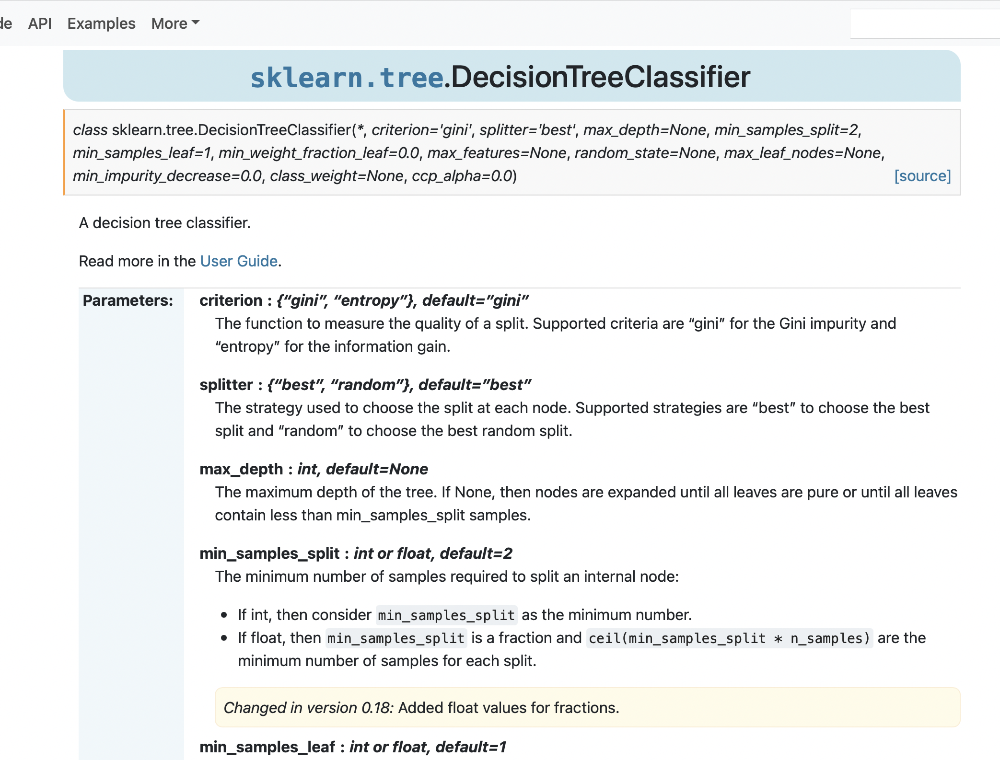 de API Examples More
sklearn.tree.DecisionTreeClassifier
class sklearn.tree.DecisionTreeClassifier(*, criterion='gini', splitter='best', max_depth=None, min_samples_split=2,
min_samples_leaf=1, min_weight_fraction_leaf=0.0, max_features=None, random_state=None, max_leaf_nodes=None,
min_impurity_decrease=0.0, class_weight=None, ccp_alpha=0.0) [source]
A decision tree classifier.
Read more in the User Guide.
Parameters: criterion : {“gini”, “entropy”}, default=”gini”
The function to measure the quality of a split. Supported criteria are “gini” for the Gini impurity and
“entropy” for the information gain.
splitter : {“best”, “random”}, default=”best”
The strategy used to choose the split at each node. Supported strategies are “best” to choose the best
split and “random” to choose the best random split.
max_depth : int, default=None
The maximum depth of the tree. If None, then nodes are expanded until all leaves are pure or until all leaves
contain less than min_samples_split samples.
min_samples_split : int or float, default=2
The minimum number of samples required to split an internal node:
• If int, then consider min_samples_split as the minimum number.
• If float, then min_samples_split is a fraction and ceil(min_samples_split * n_samples) are the
minimum number of samples for each split.
Changed in version 0.18: Added float values for fractions.
min_samples_leaf : int or float, default=1